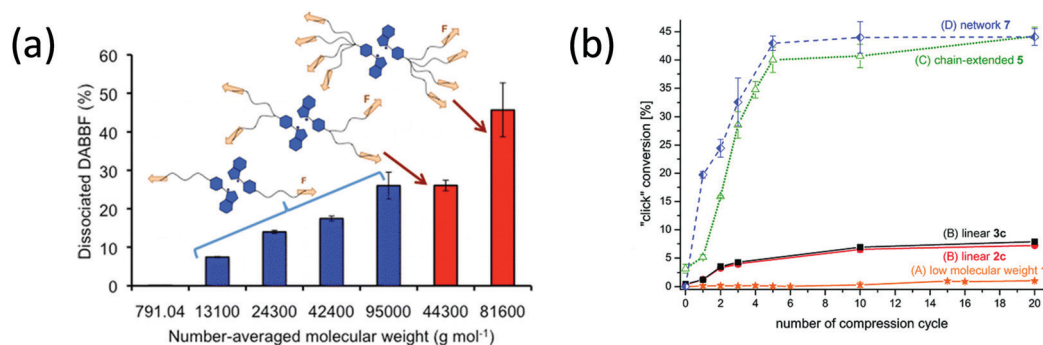 (a)
Dissociated DABBF (%)
60
50
40
30
20
10
0
F
F
F
791.04 13100 24300 42400 95000 44300 81600
Number-averaged molecular weight (g mol⁻¹)
(b)
"click" conversion [%]
45
40
35
30
25
20
15
10
5
0
(D) network 7
(C) chain-extended 5
(B) linear 3c
(B) linear 2c
(A) low molecular weight
0 2 4 6 8 10 12 14 16 18 20
number of compression cycle